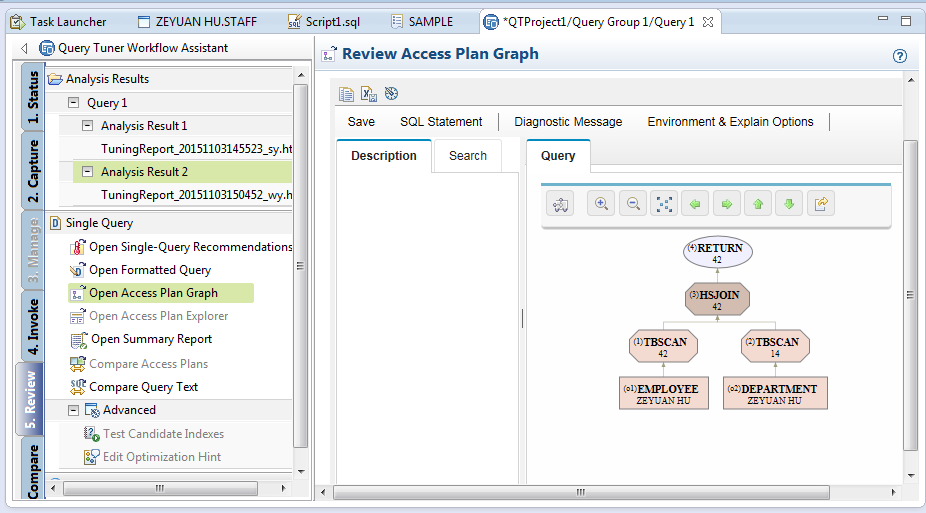 Task Launcher
ZEYUAN HU.STAFF
Script1.sql
SAMPLE
*QTProject1/Query Group 1/Query 1
Query Tuner Workflow Assistant
1. Status
2. Capture
3. Manage
4. Invoke
5. Review
Compare
Analysis Results
Query 1
Analysis Result 1
TuningReport_20151103145523_sy.ht
Analysis Result 2
TuningReport_20151103150452_wy.h
Single Query
Open Single-Query Recommendations
Open Formatted Query
Open Access Plan Graph
Open Access Plan Explorer
Open Summary Report
Compare Access Plans
Compare Query Text
Advanced
Test Candidate Indexes
Edit Optimization Hint
Review Access Plan Graph
Save
SQL Statement
Diagnostic Message
Environment & Explain Options
Description
Search
Query
(4)RETURN
42
(3)HSJOIN
42
(1)TBSCAN
42
(2)TBSCAN
14
(o1)EMPLOYEE
ZEYUAN HU
(o2)DEPARTMENT
ZEYUAN HU